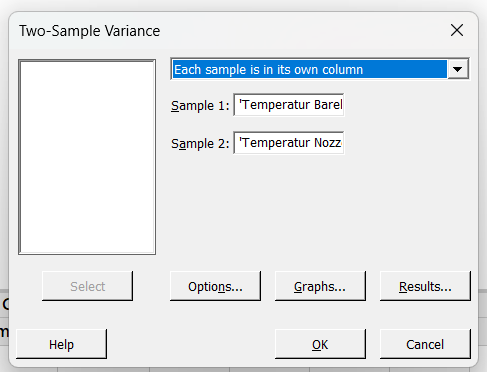 Two-Sample Variance
Each sample is in its own column
Sample 1: 'Temperatur Barel
Sample 2: 'Temperatur Nozz
Select
Options...
Graphs...
Results...
Help
OK
Cancel